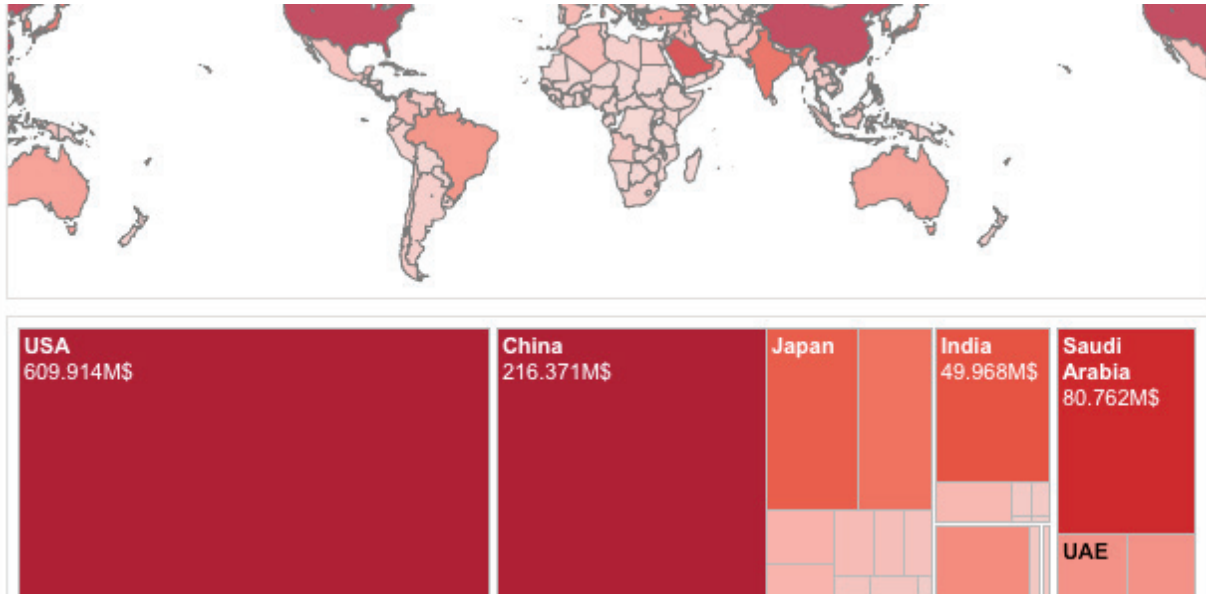 USA
609.914M$
China
216.371M$
Japan
India
49.968M$
Saudi
Arabia
80.762M$
UAE